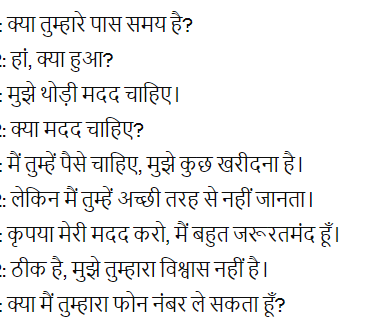 : क्या तुम्हारे पास समय है?
: हां, क्या हुआ?
: मुझे थोड़ी मदद चाहिए।
: क्या मदद चाहिए?
: मैं तुम्हें पैसे चाहिए, मुझे कुछ खरीदना है।
: लेकिन मैं तुम्हें अच्छी तरह से नहीं जानता।
: कृपया मेरी मदद करो, मैं बहुत जरूरतमंद हूँ।
: ठीक है, मुझे तुम्हारा विश्वास नहीं है।
: क्या मैं तुम्हारा फोन नंबर ले सकता हूँ?